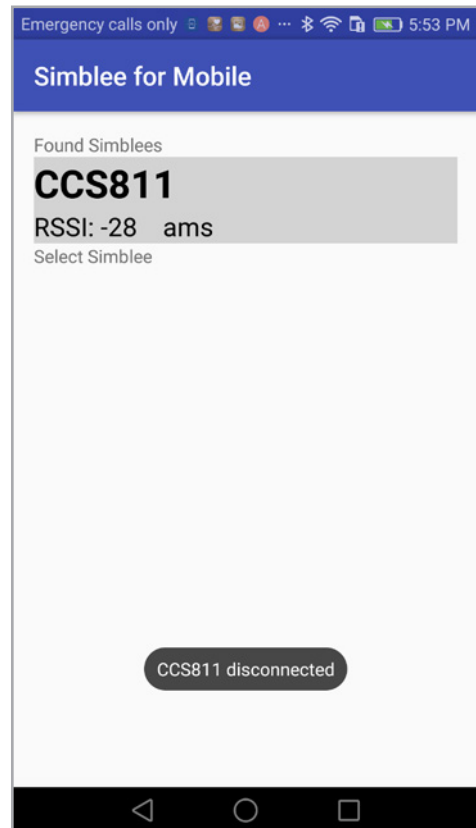 Emergency calls only ... 5:53 PM
Simblee for Mobile
Found Simblees
CCS811
RSSI: -28 ams
Select Simblee
CCS811 disconnected